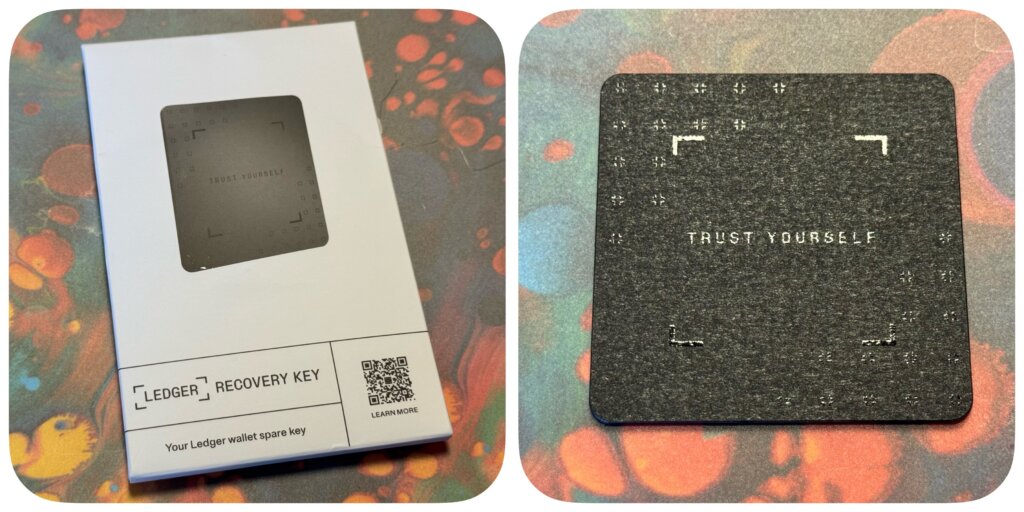 TRUST YOURSELF
LEDGER RECOVERY KEY
LEARN MORE
Your Ledger wallet spare key
TRUST YOURSELF